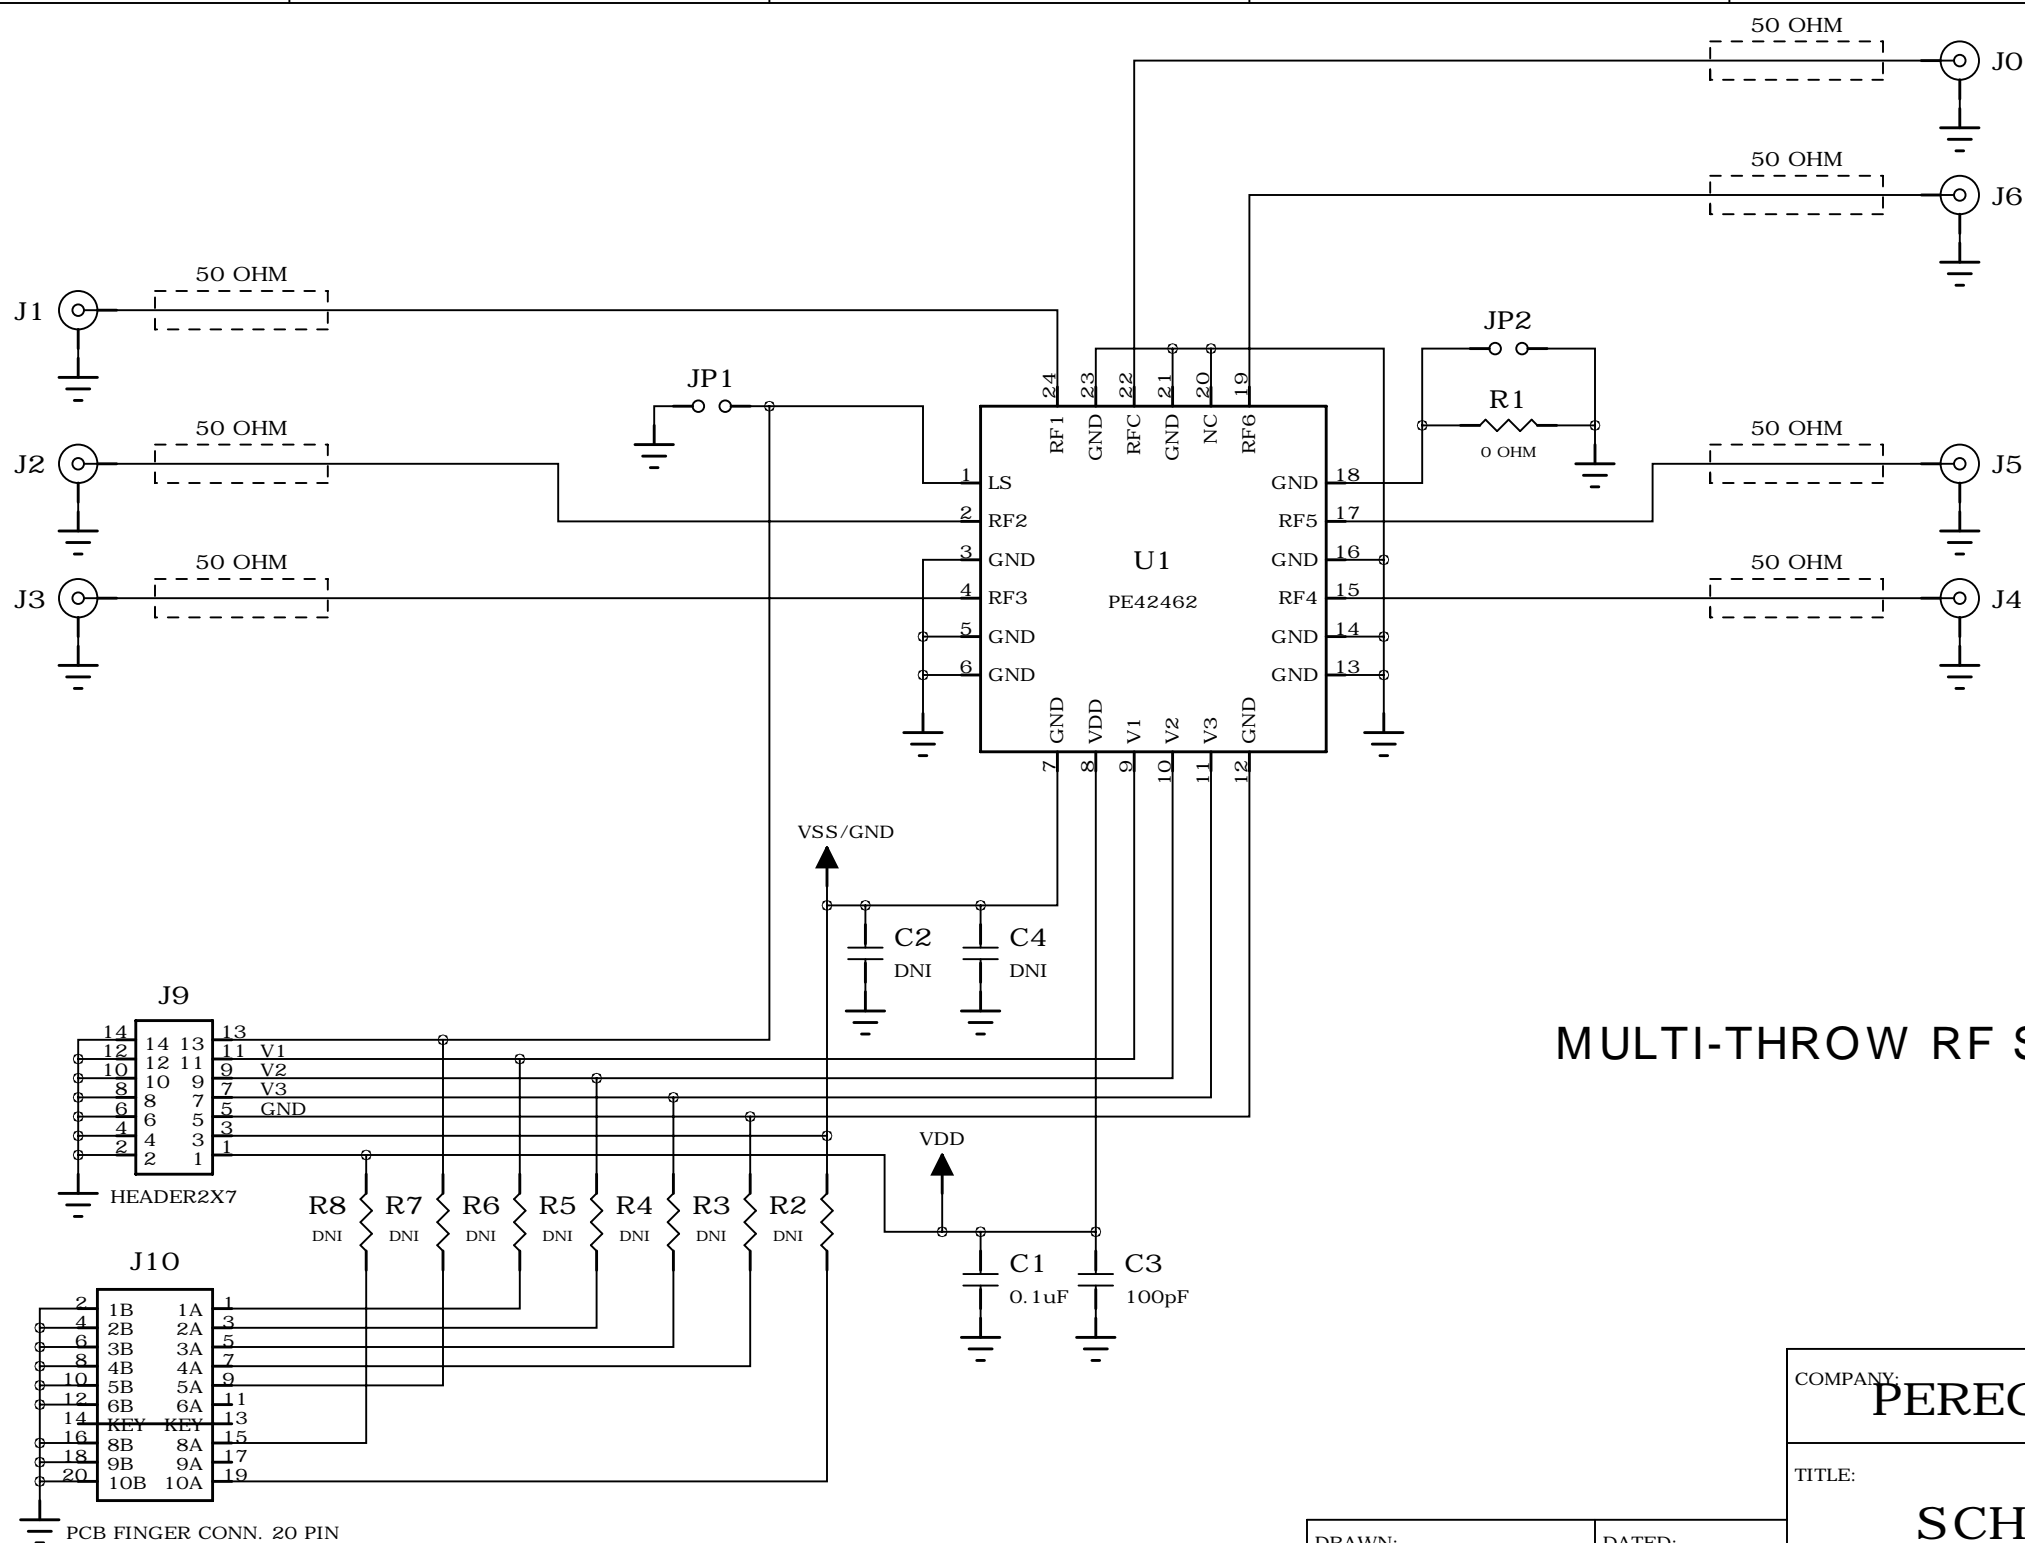 50 OHM
J0
50 OHM
J6
50 OHM
J1
JP2
JP1
R1
0 OHM
50 OHM
J2
50 OHM
J5
50 OHM
J3
50 OHM
J4
24 23 22 21 20 19
RF1 GND RFC GND NC RF6
1 LS
2 RF2
3 GND
4 RF3
5 GND
6 GND
GND 18
RF5 17
GND 16
RF4 15
GND 14
GND 13
U1
PE42462
GND VDD V1 V2 V3 GND
7 8 9 10 11 12
VSS/GND
C2
DNI
C4
DNI
J9
14 14 13 13
12 12 11 11 V1
10 10 9 9 V2
8 8 7 7 V3
6 6 5 5 GND
4 4 3 3
2 2 1 1
HEADER2X7
MULTI-THROW RF S
VDD
R8 R7 R6 R5 R4 R3 R2
DNI DNI DNI DNI DNI DNI DNI
C1
0.1uF
C3
100pF
J10
2 1B 1A 1
4 2B 2A 3
6 3B 3A 5
8 4B 4A 7
10 5B 5A 9
12 6B 6A 11
14 KEY KEY 13
16 8B 8A 15
18 9B 9A 17
20 10B 10A 19
PCB FINGER CONN. 20 PIN
COMPANY:
PEREG
TITLE:
SCH
DRAWN:
DATED: